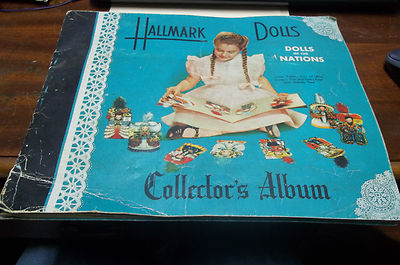 HALLMARK DOLLS
DOLLS
OF THE
NATIONS
Collector's Album